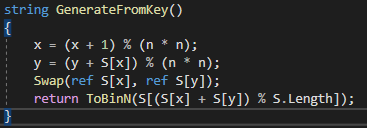 string GenerateFromKey()
{
x = (x + 1) % (n * n);
y = (y + S[x]) % (n * n);
Swap(ref S[x], ref S[y]);
return ToBinN(S[(S[x] + S[y]) % S.Length]);
}